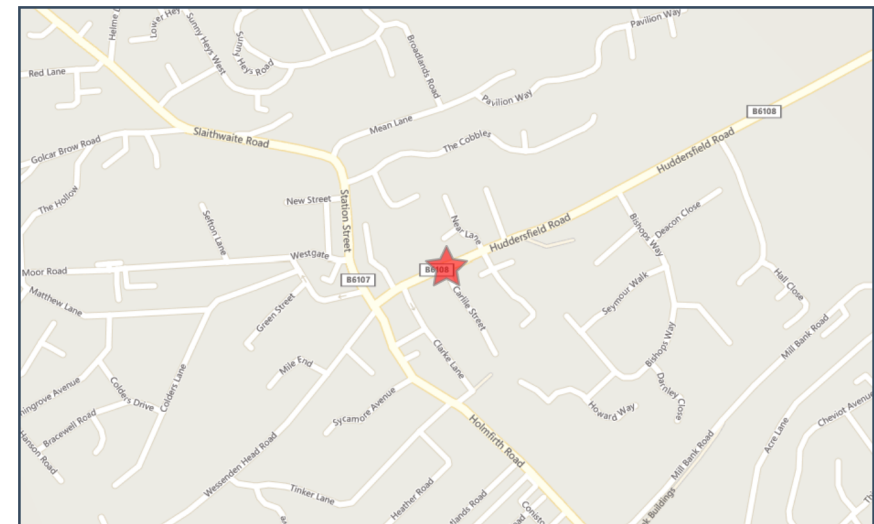 Helme L
Lower Hey
Sunny Heys West
Sunny Heys Road
Broadlands Road
Pavilion Way
Red Lane
Pavilion Way
B6108
Mean Lane
Slaithwaite Road
The Cobbles
Huddersfield Road
Golcar Brow Road
The Hollow
Station Street
New Street
Sefton Lane
Near Lane
Bishops Way
Deacon Close
Huddersfield Road
Westgate
Moor Road
B6107
B6108
Seymour Walk
Hall Close
Matthew Lane
Green Street
Carlile Street
Mill Bank Road
Clarke Lane
Bishops Way
Mile End
Colders Lane
Darnley Close
ningrove Avenue
Colders Drive
Sycamore Avenue
Howard Way
Cheviot Avenue
Bracewell Road
Hanson Road
Holmfirth Road
Acre Lane
Wessenden Head Road
Mill Bank Road
Tinker Lane
Heather Road
tlands Road
Conisto
k Buildings